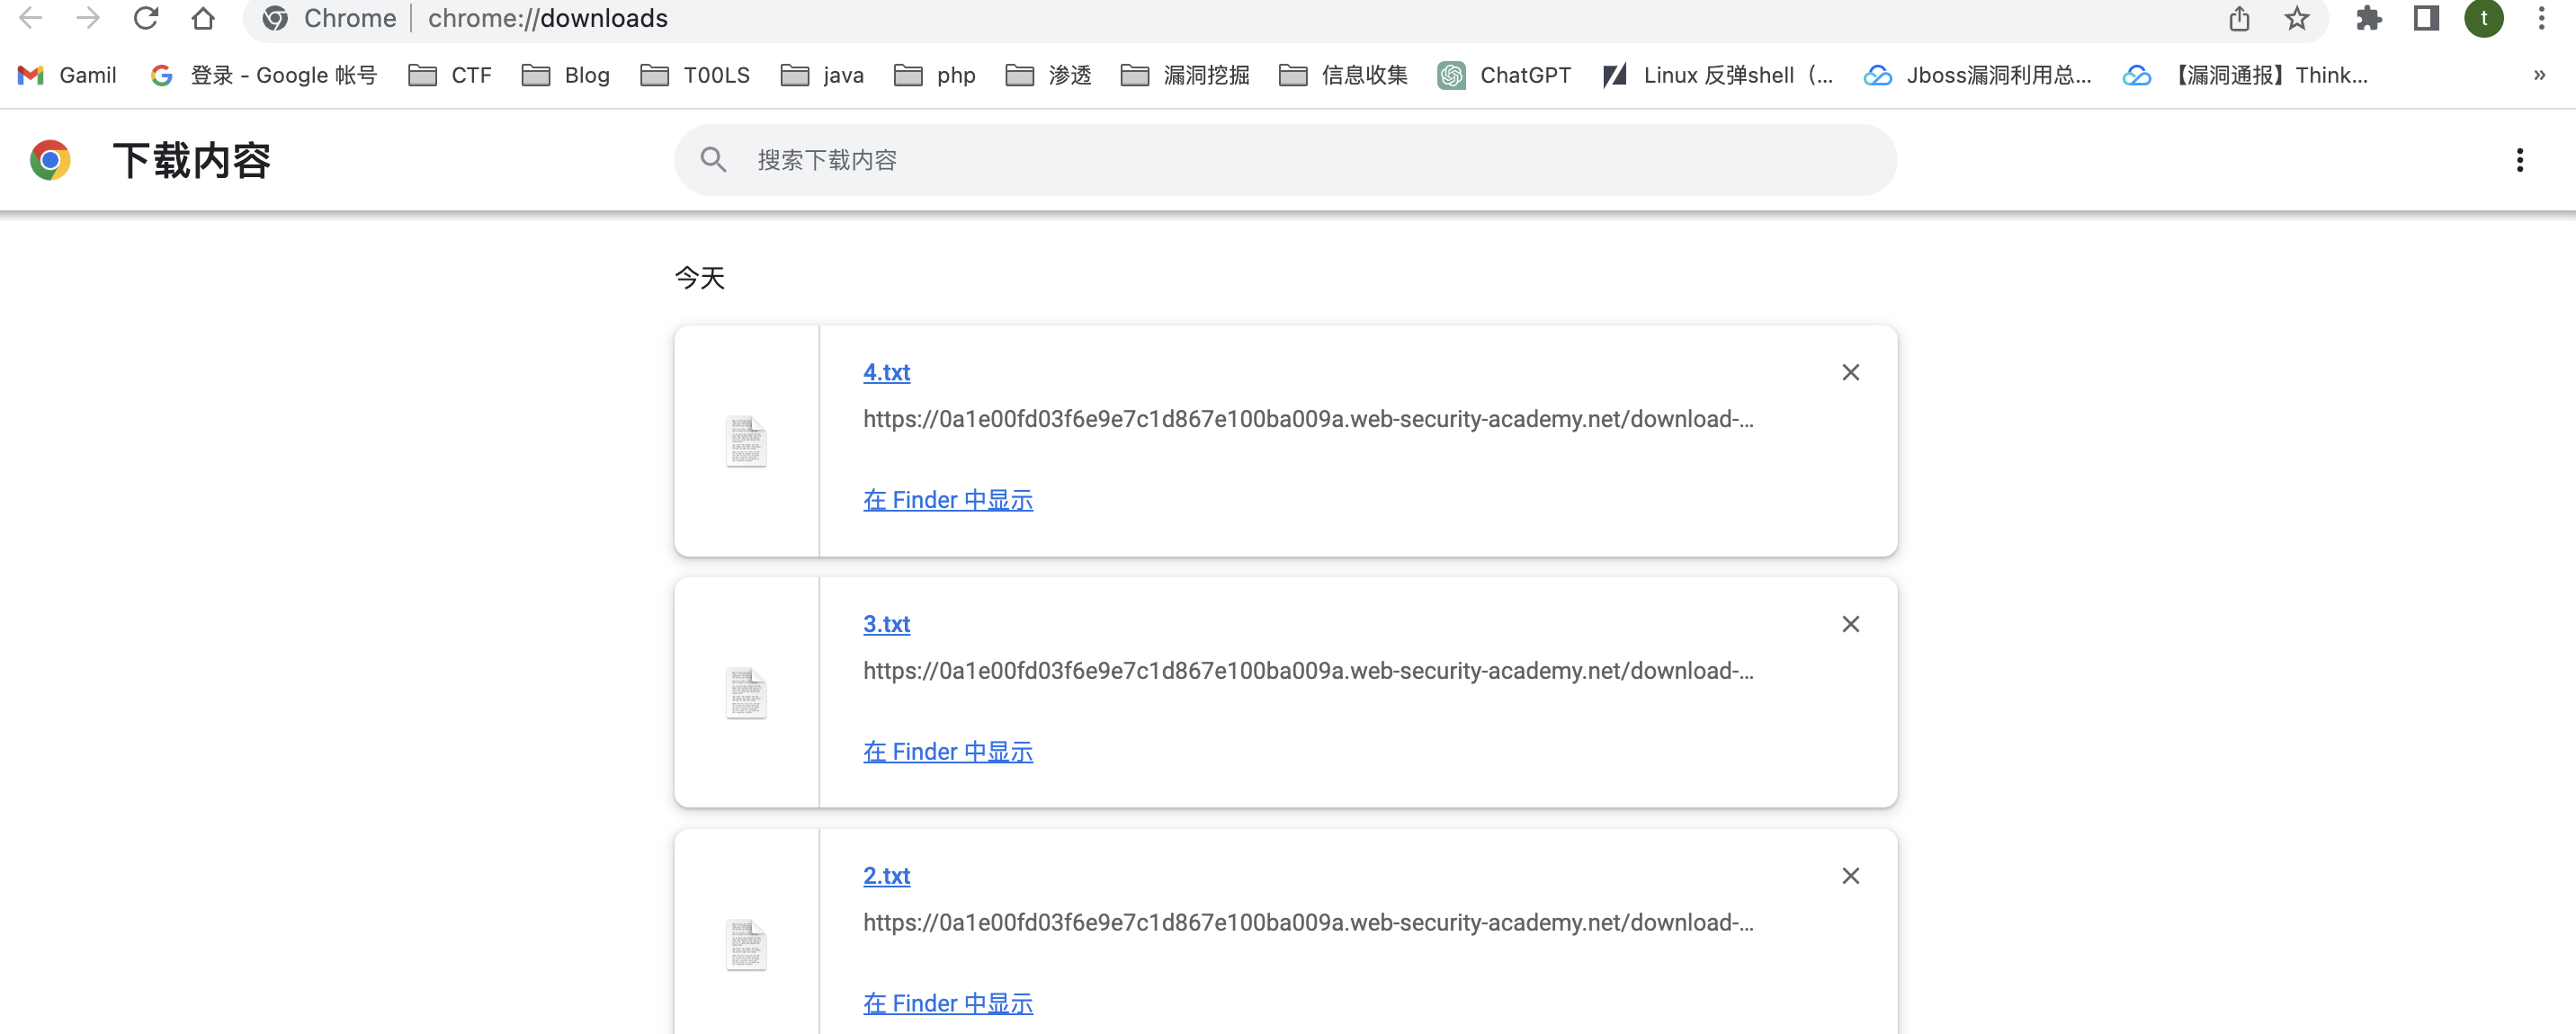 Chrome | chrome://downloads t
Gamil 登录 - Google 帐号 CTF Blog T00LS java php 渗透 漏洞挖掘 信息收集 ChatGPT Linux 反弹shell（... Jboss漏洞利用总... 【漏洞通报】Think... »
下载内容 搜索下载内容
今天
4.txt
https://0a1e00fd03f6e9e7c1d867e100ba009a.web-security-academy.net/download-...
在 Finder 中显示
3.txt
https://0a1e00fd03f6e9e7c1d867e100ba009a.web-security-academy.net/download-...
在 Finder 中显示
2.txt
https://0a1e00fd03f6e9e7c1d867e100ba009a.web-security-academy.net/download-...
在 Finder 中显示